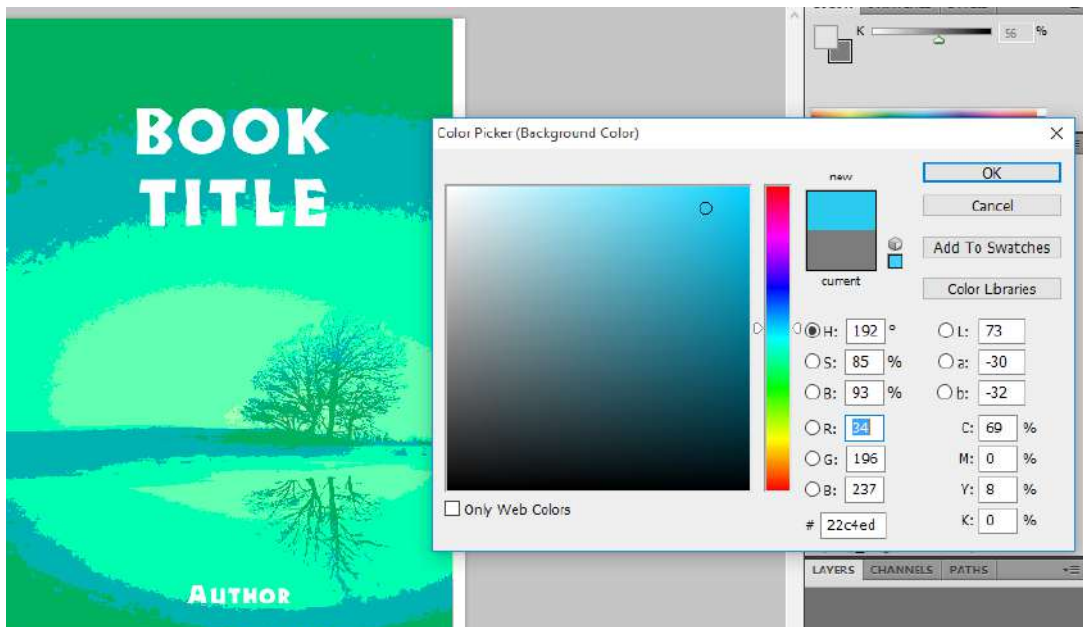 K 56 %
BOOK
TITLE
Color Picker (Background Color)
new
OK
Cancel
Add To Swatches
current
Color Libraries
H: 192 °
L: 73
S: 85 %
a: -30
B: 93 %
b: -32
R: 34
C: 69 %
G: 196
M: 0 %
B: 237
Y: 8 %
Only Web Colors
# 22c4ed
K: 0 %
LAYERS CHANNELS PATHS
AUTHOR